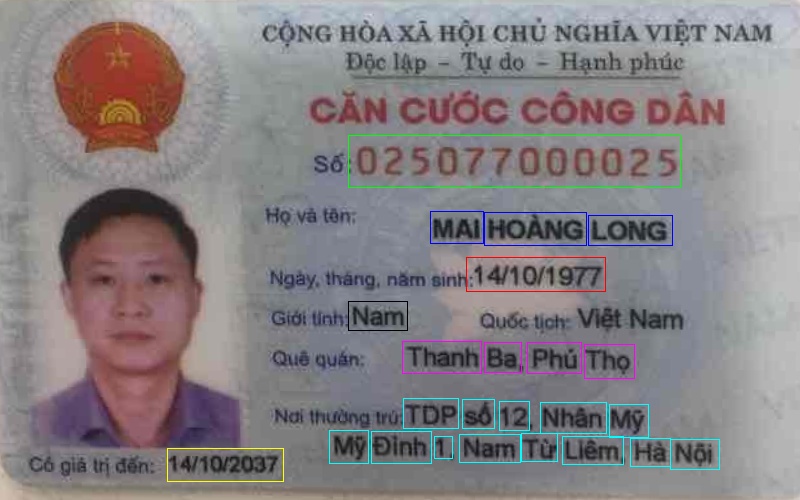 CỘNG HÒA XÃ HỘI CHỦ NGHĨA VIỆT NAM
Độc lập - Tự do - Hạnh phúc
CĂN CƯỚC CÔNG DÂN
Số: 025077000025
Họ và tên: MAI HOÀNG LONG
Ngày, tháng, năm sinh: 14/10/1977
Giới tính: Nam Quốc tịch: Việt Nam
Quê quán: Thanh Ba, Phú Thọ
Nơi thường trú: TDP số 12, Nhân Mỹ
Mỹ Đình 1, Nam Từ Liêm, Hà Nội
Có giá trị đến: 14/10/2037